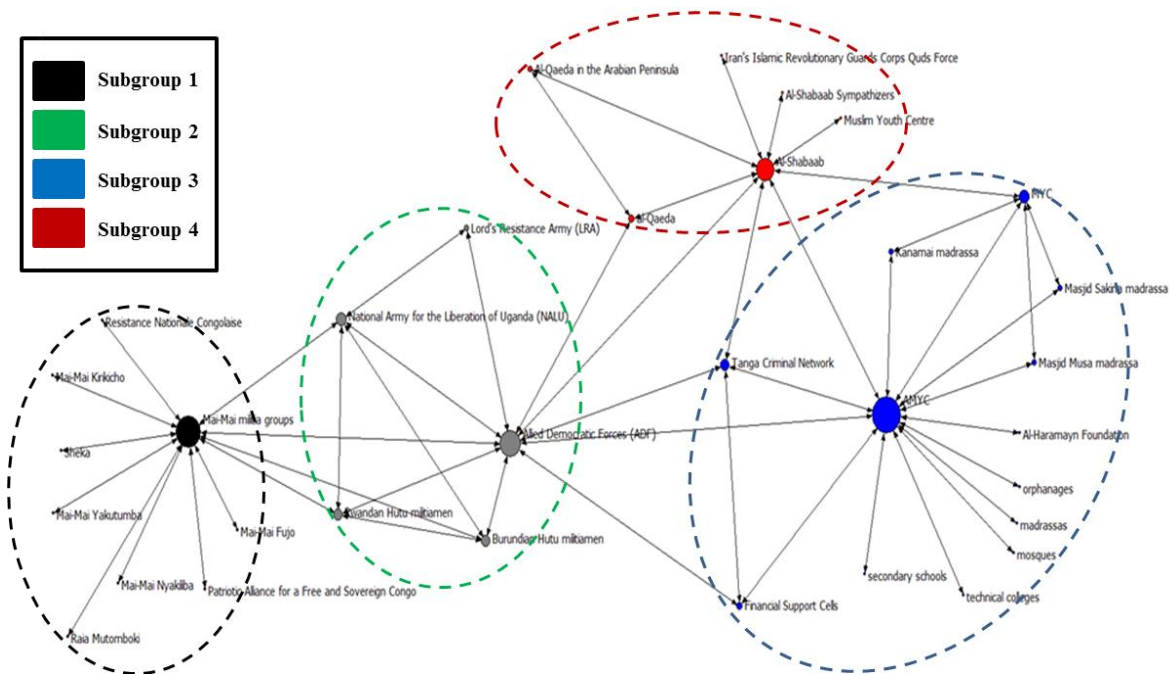 Subgroup 1
Subgroup 2
Subgroup 3
Subgroup 4
Iran's Islamic Revolutionary Guards Corps Quds Force
Al-Qaeda in the Arabian Peninsula
Al-Shabaab Sympathizers
Muslim Youth Centre
Al-Shabaab
MYC
al-Qaeda
Lord's Resistance Army (LRA)
Kanamai madrassa
Masjid Sakina madrassa
National Army for the Liberation of Uganda (NALU)
Resistance Nationale Congolaise
Tanga Criminal Network
Masjid Musa madrassa
Mai-Mai Kirikicho
AMYC
Mai-Mai militia groups
Allied Democratic Forces (ADF)
Al-Haramayn Foundation
Sheka
orphanages
Mai-Mai Yakutumba
Rwandan Hutu militiamen
madrassas
Mai-Mai Fujo
Burundian Hutu militiamen
mosques
secondary schools
Mai-Mai Nyakiliba
Patriotic Alliance for a Free and Sovereign Congo
technical colleges
Financial Support Cells
Raia Mutomboki